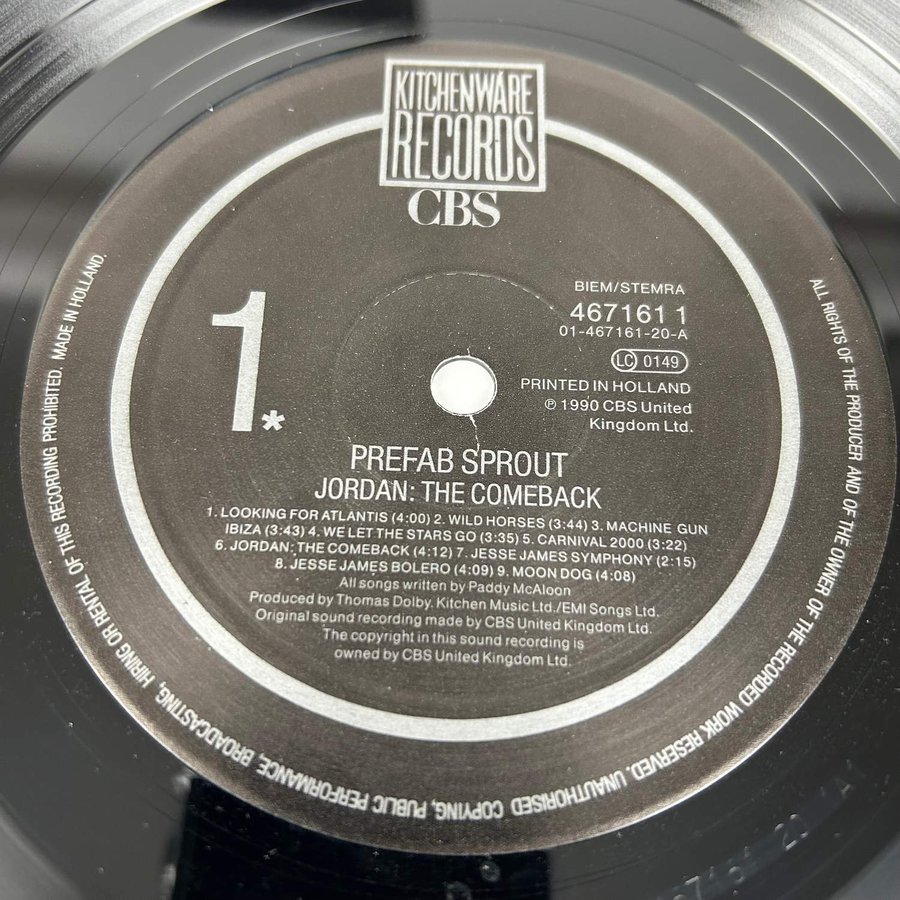 KITCHENWARE
RECORDS
CBS
BIEM/STEMRA
467161 1
01-467161-20-A
LC 0149
PRINTED IN HOLLAND
℗ 1990 CBS United
Kingdom Ltd.
1*
PREFAB SPROUT
JORDAN: THE COMEBACK
1. LOOKING FOR ATLANTIS (4:00) 2. WILD HORSES (3:44) 3. MACHINE GUN
IBIZA (3:43) 4. WE LET THE STARS GO (3:35) 5. CARNIVAL 2000 (3:22)
6. JORDAN: THE COMEBACK (4:12) 7. JESSE JAMES SYMPHONY (2:15)
8. JESSE JAMES BOLERO (4:09) 9. MOON DOG (4:08)
All songs written by Paddy McAloon
Produced by Thomas Dolby. Kitchen Music Ltd./EMI Songs Ltd.
Original sound recording made by CBS United Kingdom Ltd.
The copyright in this sound recording is
owned by CBS United Kingdom Ltd.
ALL RIGHTS OF THE PRODUCER AND OF THE OWNER OF THE RECORDED WORK RESERVED. UNAUTHORISED COPYING, PUBLIC PERFORMANCE, BROADCASTING, HIRING OR RENTAL OF THIS RECORDING PROHIBITED. MADE IN HOLLAND.